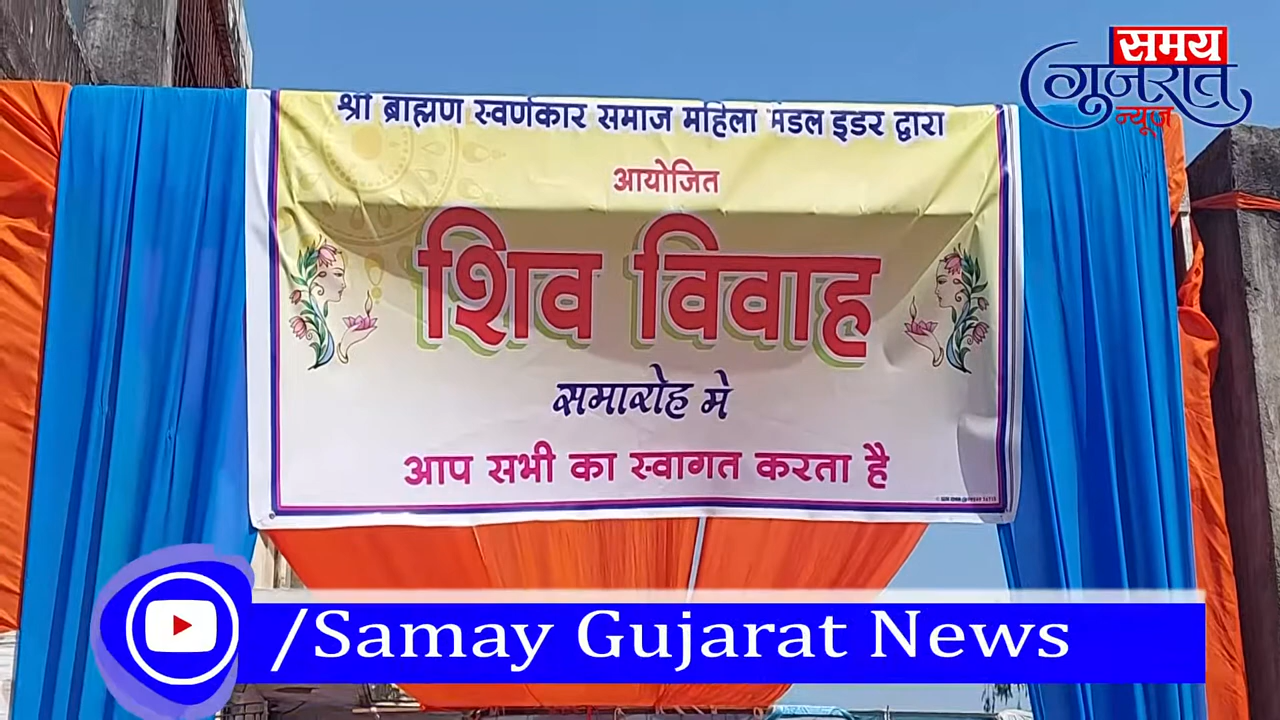 समय
गुजरात
न्यूज़
श्री ब्राह्मण स्वर्णकार समाज महिला मंडल इडर द्वारा
आयोजित
शिव विवाह
समारोह मे
आप सभी का स्वागत करता है
/Samay Gujarat News